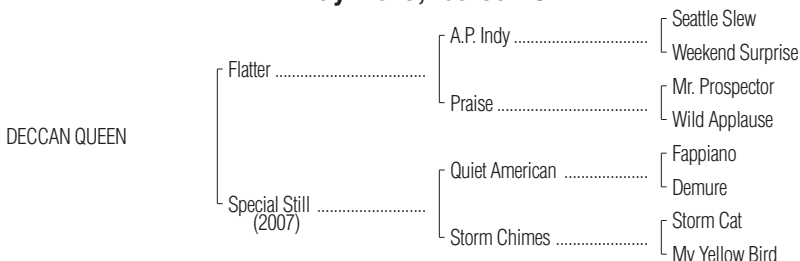 Seattle Slew
A.P. Indy
Weekend Surprise
Flatter
Mr. Prospector
Praise
Wild Applause
DECCAN QUEEN
Fappiano
Quiet American
Demure
Special Still
(2007)
Storm Cat
Storm Chimes
My Yellow Bird